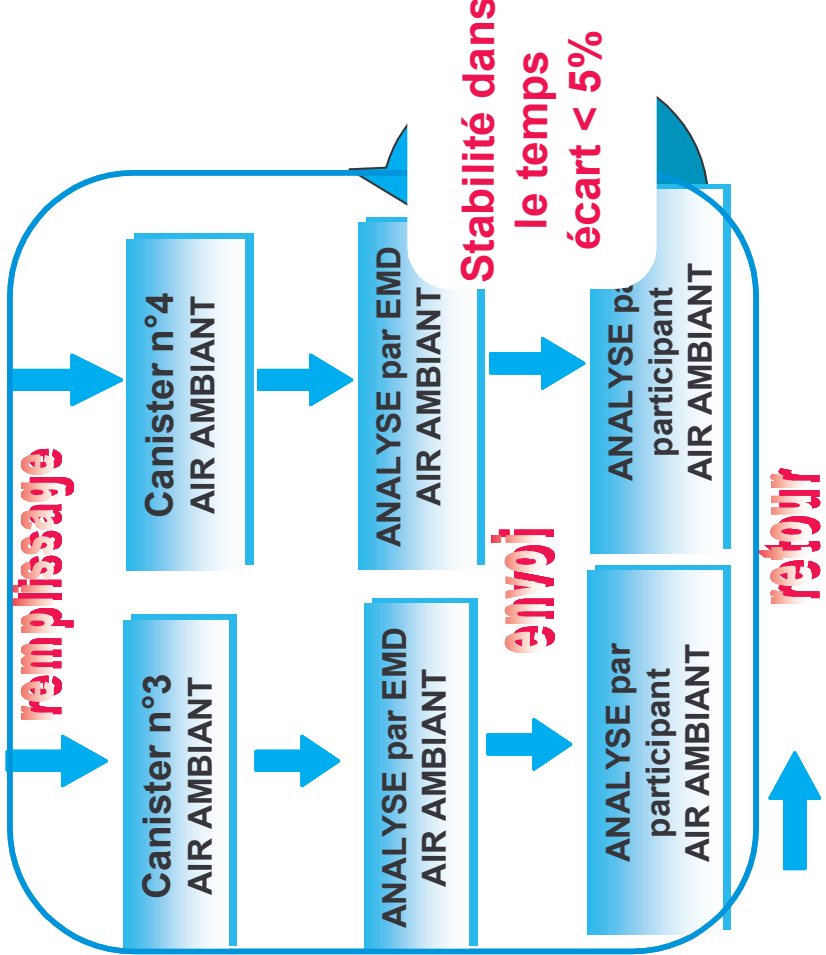 remplissage
Canister n°3
AIR AMBIANT
Canister n°4
AIR AMBIANT
ANALYSE par EMD
AIR AMBIANT
ANALYSE par EMD
AIR AMBIANT
Stabilité dans
le temps
écart < 5%
envoi
ANALYSE par
participant
AIR AMBIANT
ANALYSE pa
participant
AIR AMBIANT
retour